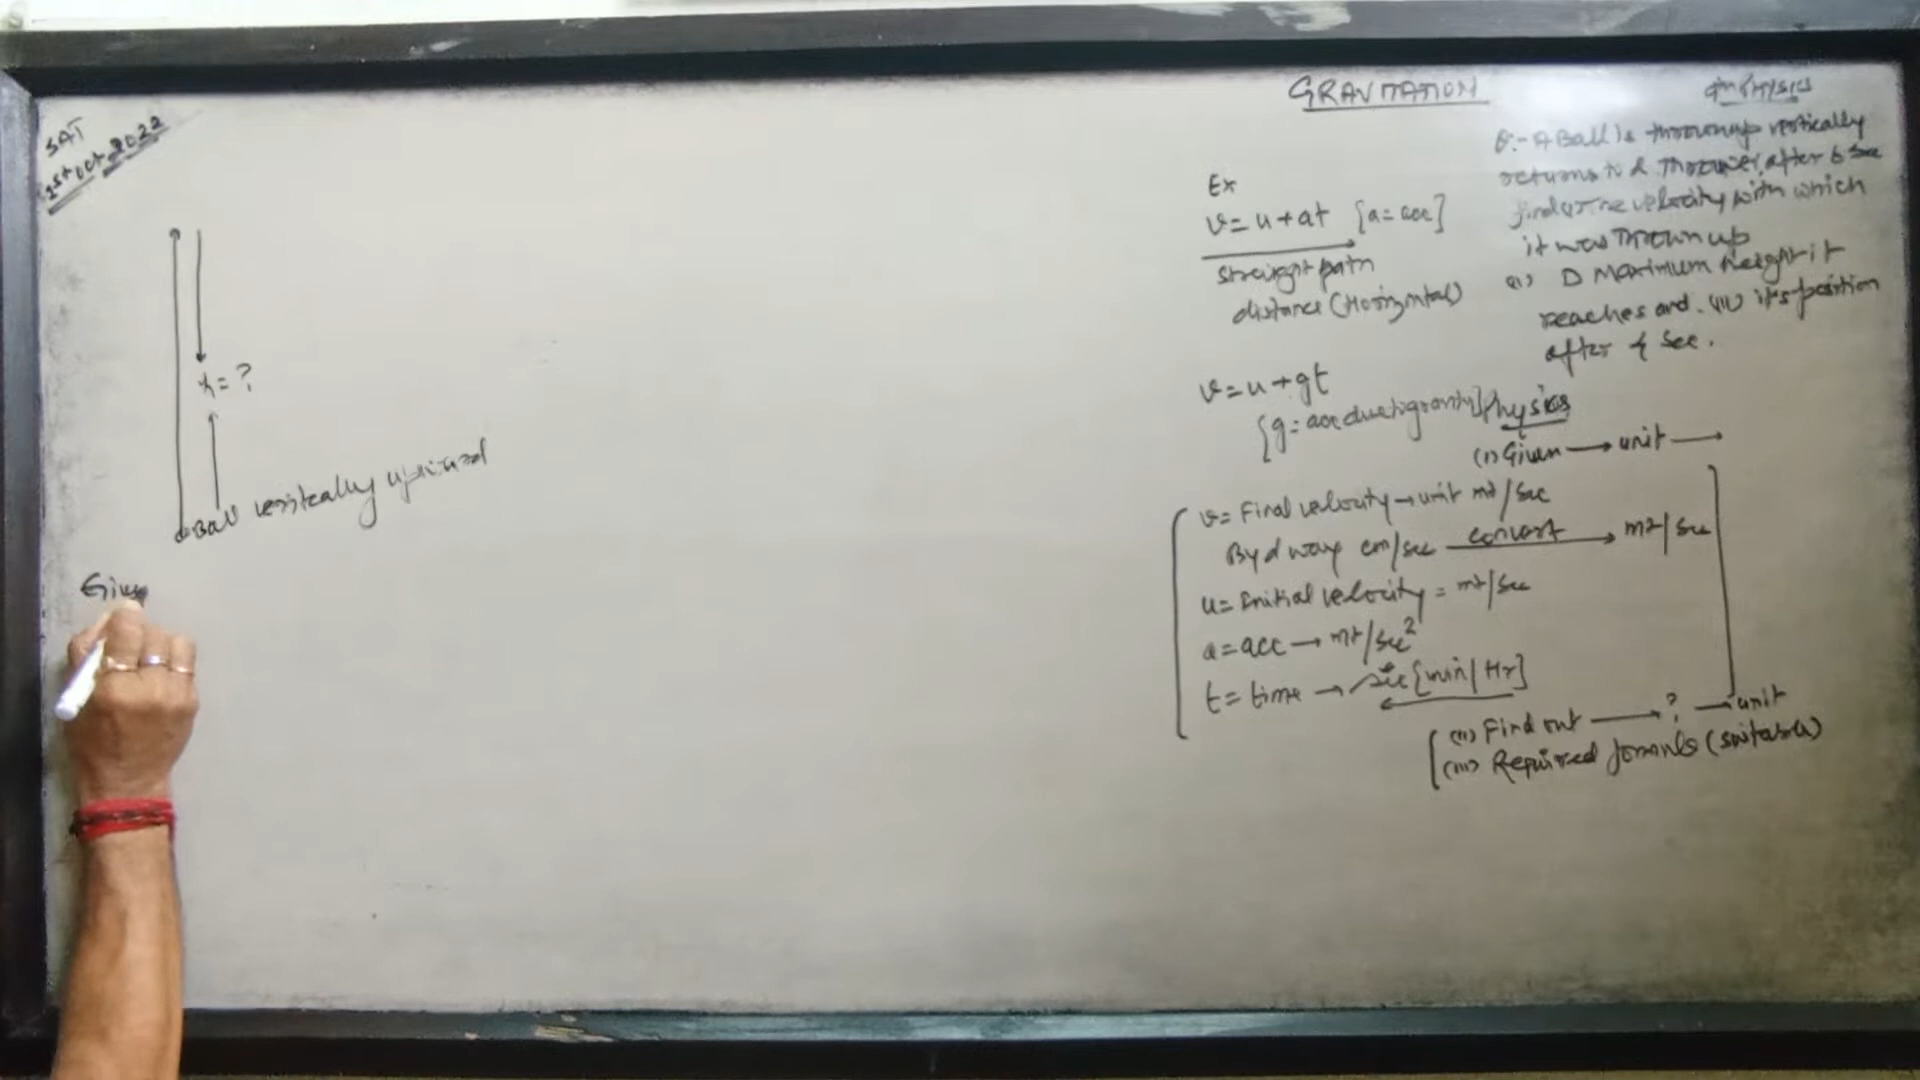 SAT
1st Oct. 2022
h = ?
Ball vertically upward
Given
GRAVITATION
Ex
v = u + at [a = acc]
straight path
distance (Horizontal)
v = u + gt
{g = acc due to gravity}
v = Final velocity → unit mt/sec
By d way cm/sec convert → mt/sec
u = Initial velocity = mt/sec
a = acc → mt/sec²
t = time → sec [min/Hr]
PHYSICS
Q:- A Ball is thrown up vertically
returns to d thrower after 6 sec
find the velocity with which
it was thrown up
(ii) D Maximum height it
reaches and (iii) it's position
after 4 sec.
Physics
(i) Given → unit →
(ii) Find out → ? → unit
(iii) Required formula (suitable)